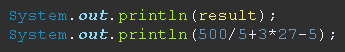 System.out.println(result);
System.out.println(500/5+3*27-5);